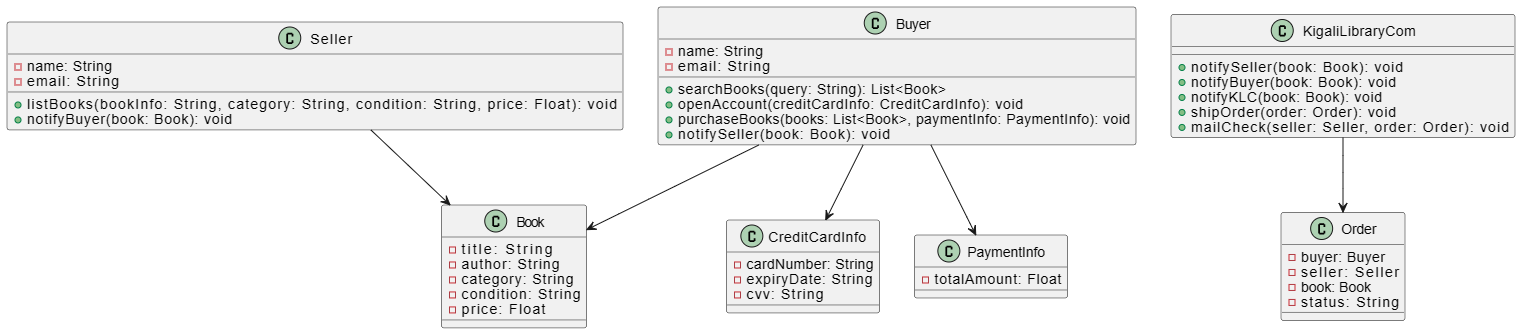 C Seller
name: String
email: String
listBooks(bookInfo: String, category: String, condition: String, price: Float): void
notifyBuyer(book: Book): void
C Buyer
name: String
email: String
searchBooks(query: String): List<Book>
openAccount(creditCardInfo: CreditCardInfo): void
purchaseBooks(books: List<Book>, paymentInfo: PaymentInfo): void
notifySeller(book: Book): void
C KigaliLibraryCom
notifySeller(book: Book): void
notifyBuyer(book: Book): void
notifyKLC(book: Book): void
shipOrder(order: Order): void
mailCheck(seller: Seller, order: Order): void
C Book
title: String
author: String
category: String
condition: String
price: Float
C CreditCardInfo
cardNumber: String
expiryDate: String
cvv: String
C PaymentInfo
totalAmount: Float
C Order
buyer: Buyer
seller: Seller
book: Book
status: String